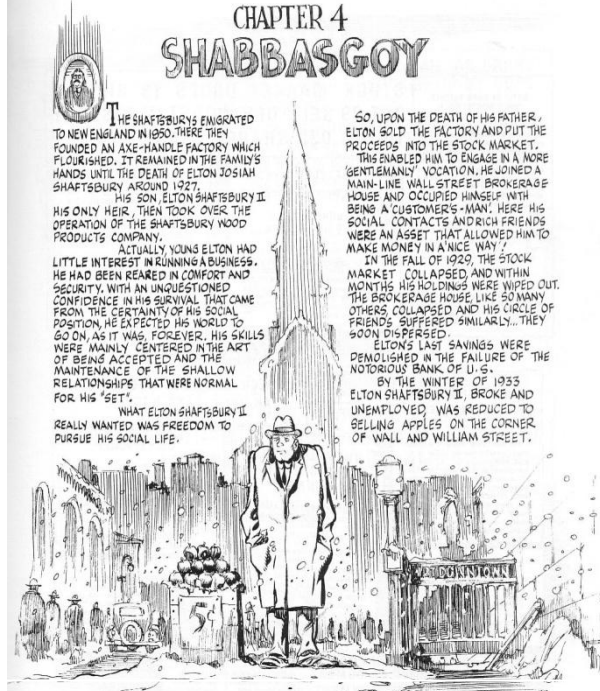 CHAPTER 4
SHABBASGOY
THE SHAFTSBURYS EMIGRATED
TO NEW ENGLAND IN 1850. THERE THEY
FOUNDED AN AXE-HANDLE FACTORY WHICH
FLOURISHED. IT REMAINED IN THE FAMILY'S
HANDS UNTIL THE DEATH OF ELTON JOSIAH
SHAFTSBURY AROUND 1927.
HIS SON, ELTON SHAFTSBURY II
HIS ONLY HEIR, THEN TOOK OVER THE
OPERATION OF THE SHAFTSBURY WOOD
PRODUCTS COMPANY.
ACTUALLY, YOUNG ELTON HAD
LITTLE INTEREST IN RUNNING A BUSINESS.
HE HAD BEEN REARED IN COMFORT AND
SECURITY. WITH AN UNQUESTIONED
CONFIDENCE IN HIS SURVIVAL THAT CAME
FROM THE CERTAINTY OF HIS SOCIAL
POSITION, HE EXPECTED HIS WORLD TO
GO ON, AS IT WAS, FOREVER. HIS SKILLS
WERE MAINLY CENTERED IN THE ART
OF BEING ACCEPTED AND THE
MAINTENANCE OF THE SHALLOW
RELATIONSHIPS THAT WERE NORMAL
FOR HIS "SET".
WHAT ELTON SHAFTSBURY II
REALLY WANTED WAS FREEDOM TO
PURSUE HIS SOCIAL LIFE.
SO, UPON THE DEATH OF HIS FATHER,
ELTON SOLD THE FACTORY AND PUT THE
PROCEEDS INTO THE STOCK MARKET.
THIS ENABLED HIM TO ENGAGE IN A MORE
'GENTLEMANLY' VOCATION. HE JOINED A
MAIN-LINE WALL STREET BROKERAGE
HOUSE AND OCCUPIED HIMSELF WITH
BEING A 'CUSTOMER'S-MAN'. HERE HIS
SOCIAL CONTACTS AND RICH FRIENDS
WERE AN ASSET THAT ALLOWED HIM TO
MAKE MONEY IN A 'NICE WAY'!
IN THE FALL OF 1929, THE STOCK
MARKET COLLAPSED, AND WITHIN
MONTHS HIS HOLDINGS WERE WIPED OUT.
THE BROKERAGE HOUSE, LIKE SO MANY
OTHERS, COLLAPSED AND HIS CIRCLE OF
FRIENDS SUFFERED SIMILARLY... THEY
SOON DISPERSED.
ELTON'S LAST SAVINGS WERE
DEMOLISHED IN THE FAILURE OF THE
NOTORIOUS BANK OF U.S.
BY THE WINTER OF 1933
ELTON SHAFTSBURY II, BROKE AND
UNEMPLOYED, WAS REDUCED TO
SELLING APPLES ON THE CORNER
OF WALL AND WILLIAM STREET.
5
DOWNTOWN